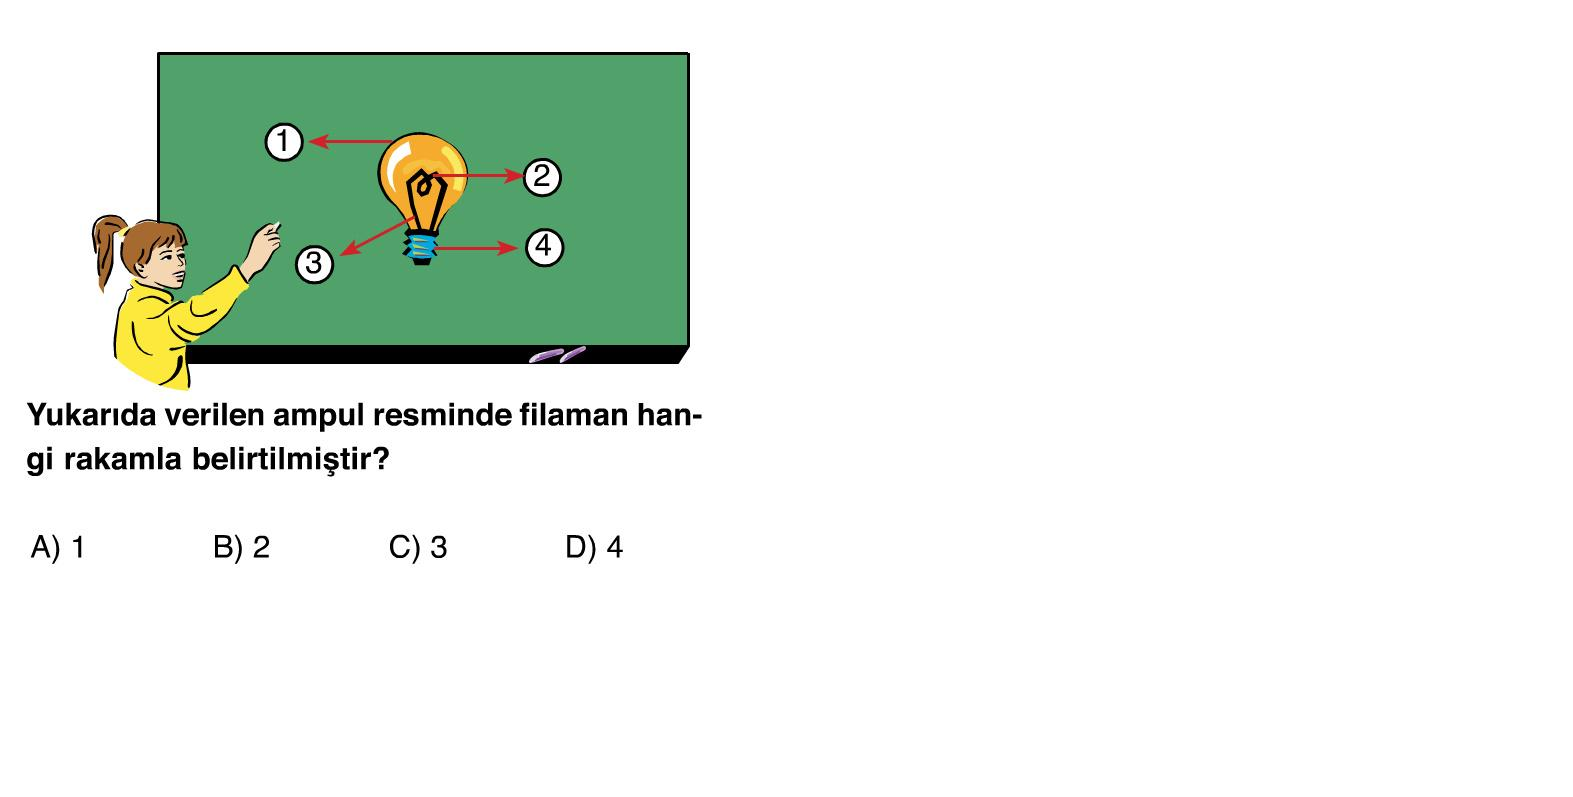 1
2
3
4
Yukarıda verilen ampul resminde filaman han-
gi rakamla belirtilmiştir?
A) 1 B) 2 C) 3 D) 4